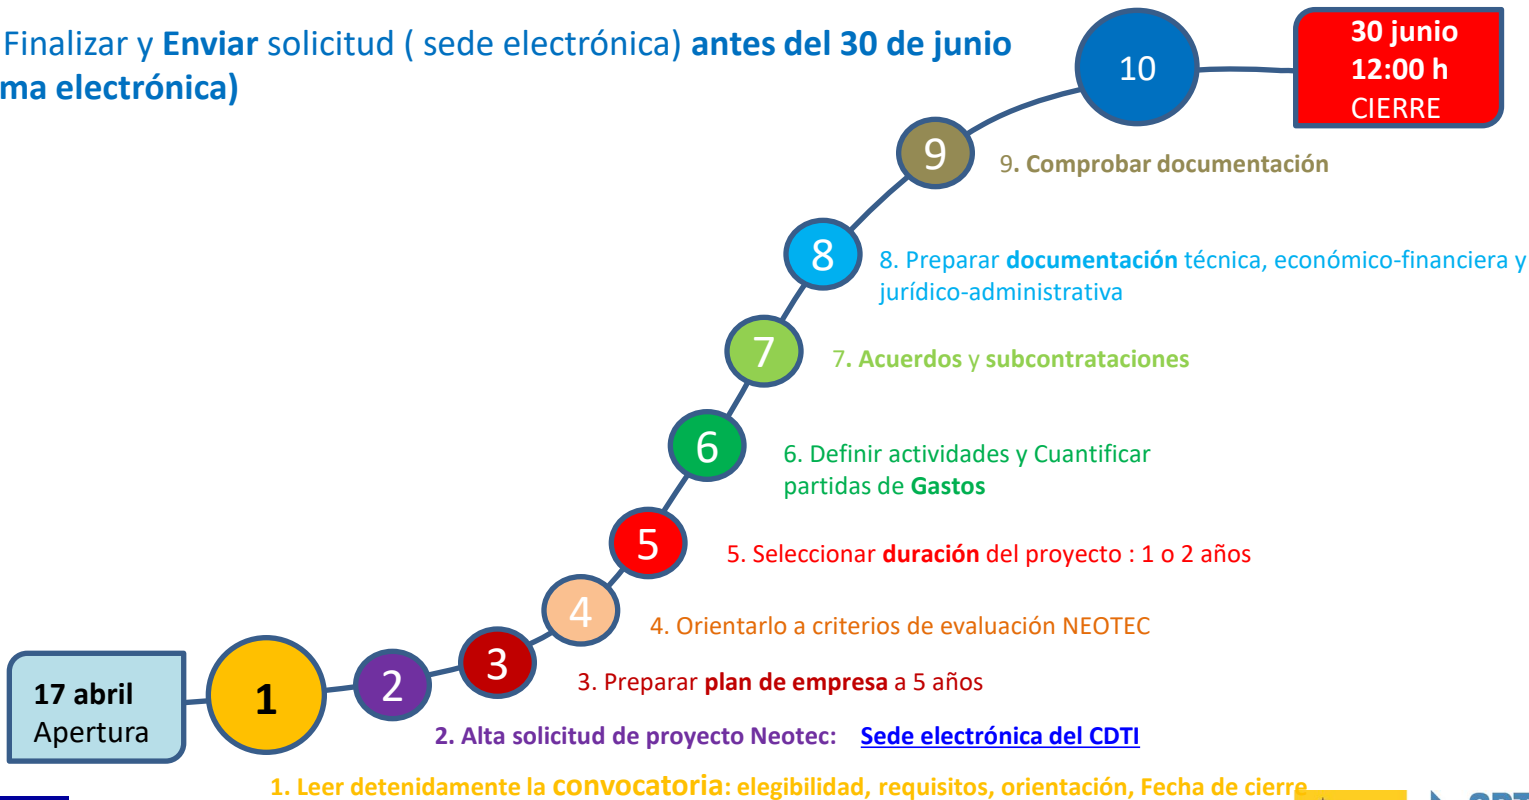 Finalizar y Enviar solicitud ( sede electrónica) antes del 30 de junio
ma electrónica)
10
30 junio
12:00 h
CIERRE
9
9. Comprobar documentación
8
8. Preparar documentación técnica, económico-financiera y
jurídico-administrativa
7
7. Acuerdos y subcontrataciones
6
6. Definir actividades y Cuantificar
partidas de Gastos
5
5. Seleccionar duración del proyecto : 1 o 2 años
4
4. Orientarlo a criterios de evaluación NEOTEC
3
3. Preparar plan de empresa a 5 años
17 abril
Apertura
1
2
2. Alta solicitud de proyecto Neotec: Sede electrónica del CDTI
1. Leer detenidamente la convocatoria: elegibilidad, requisitos, orientación, Fecha de cierre